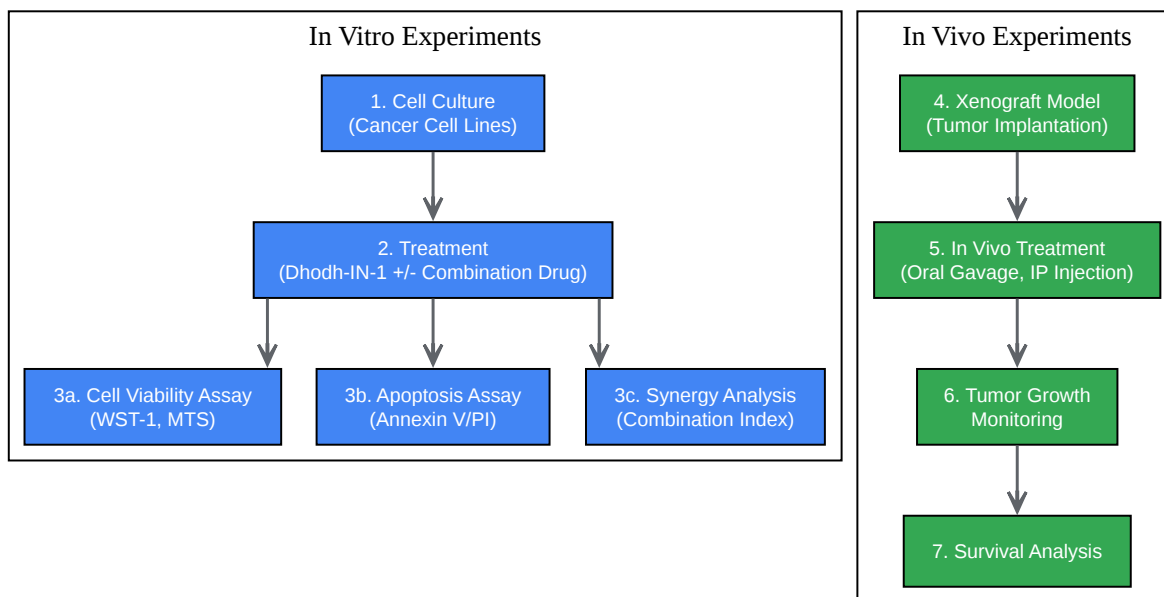 In Vitro Experiments
1. Cell Culture
(Cancer Cell Lines)
2. Treatment
(Dhodh-IN-1 +/- Combination Drug)
3a. Cell Viability Assay
(WST-1, MTS)
3b. Apoptosis Assay
(Annexin V/PI)
3c. Synergy Analysis
(Combination Index)
In Vivo Experiments
4. Xenograft Model
(Tumor Implantation)
5. In Vivo Treatment
(Oral Gavage, IP Injection)
6. Tumor Growth
Monitoring
7. Survival Analysis